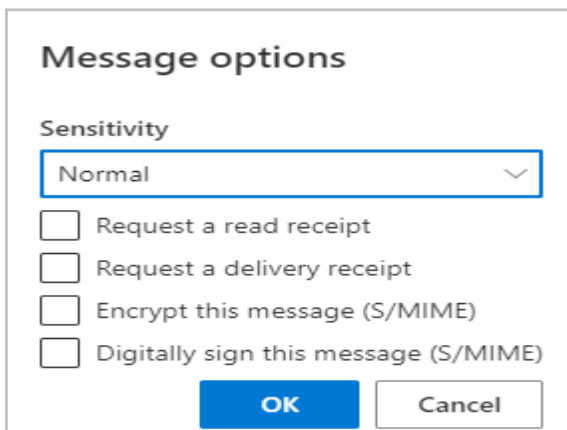 Message options
Sensitivity
Normal
Request a read receipt
Request a delivery receipt
Encrypt this message (S/MIME)
Digitally sign this message (S/MIME)
OK Cancel